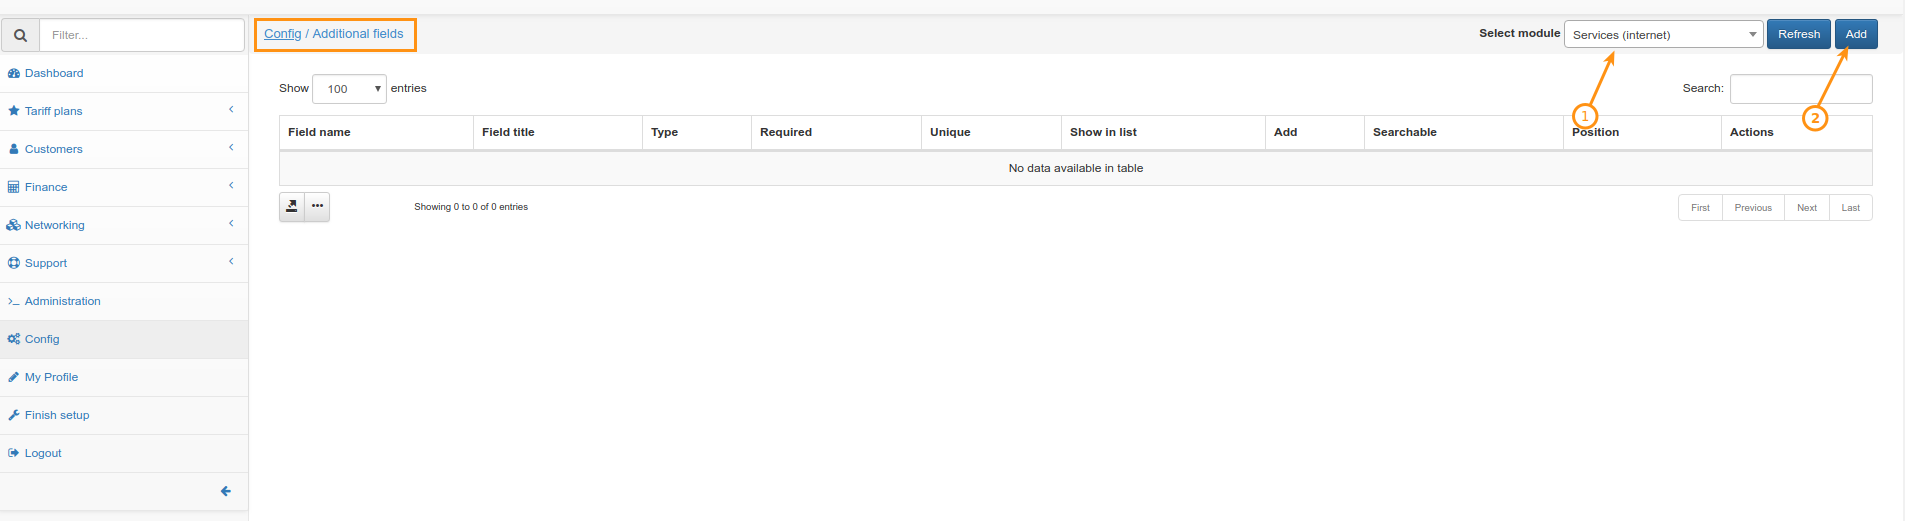 Filter...
Config / Additional fields
Select module Services (internet) Refresh Add
Dashboard
Tariff plans
Customers
Finance
Networking
Support
Administration
Config
My Profile
Finish setup
Logout
Show 100 entries
Search:
1
2
Field name Field title Type Required Unique Show in list Add Searchable Position Actions
No data available in table
Showing 0 to 0 of 0 entries
First Previous Next Last